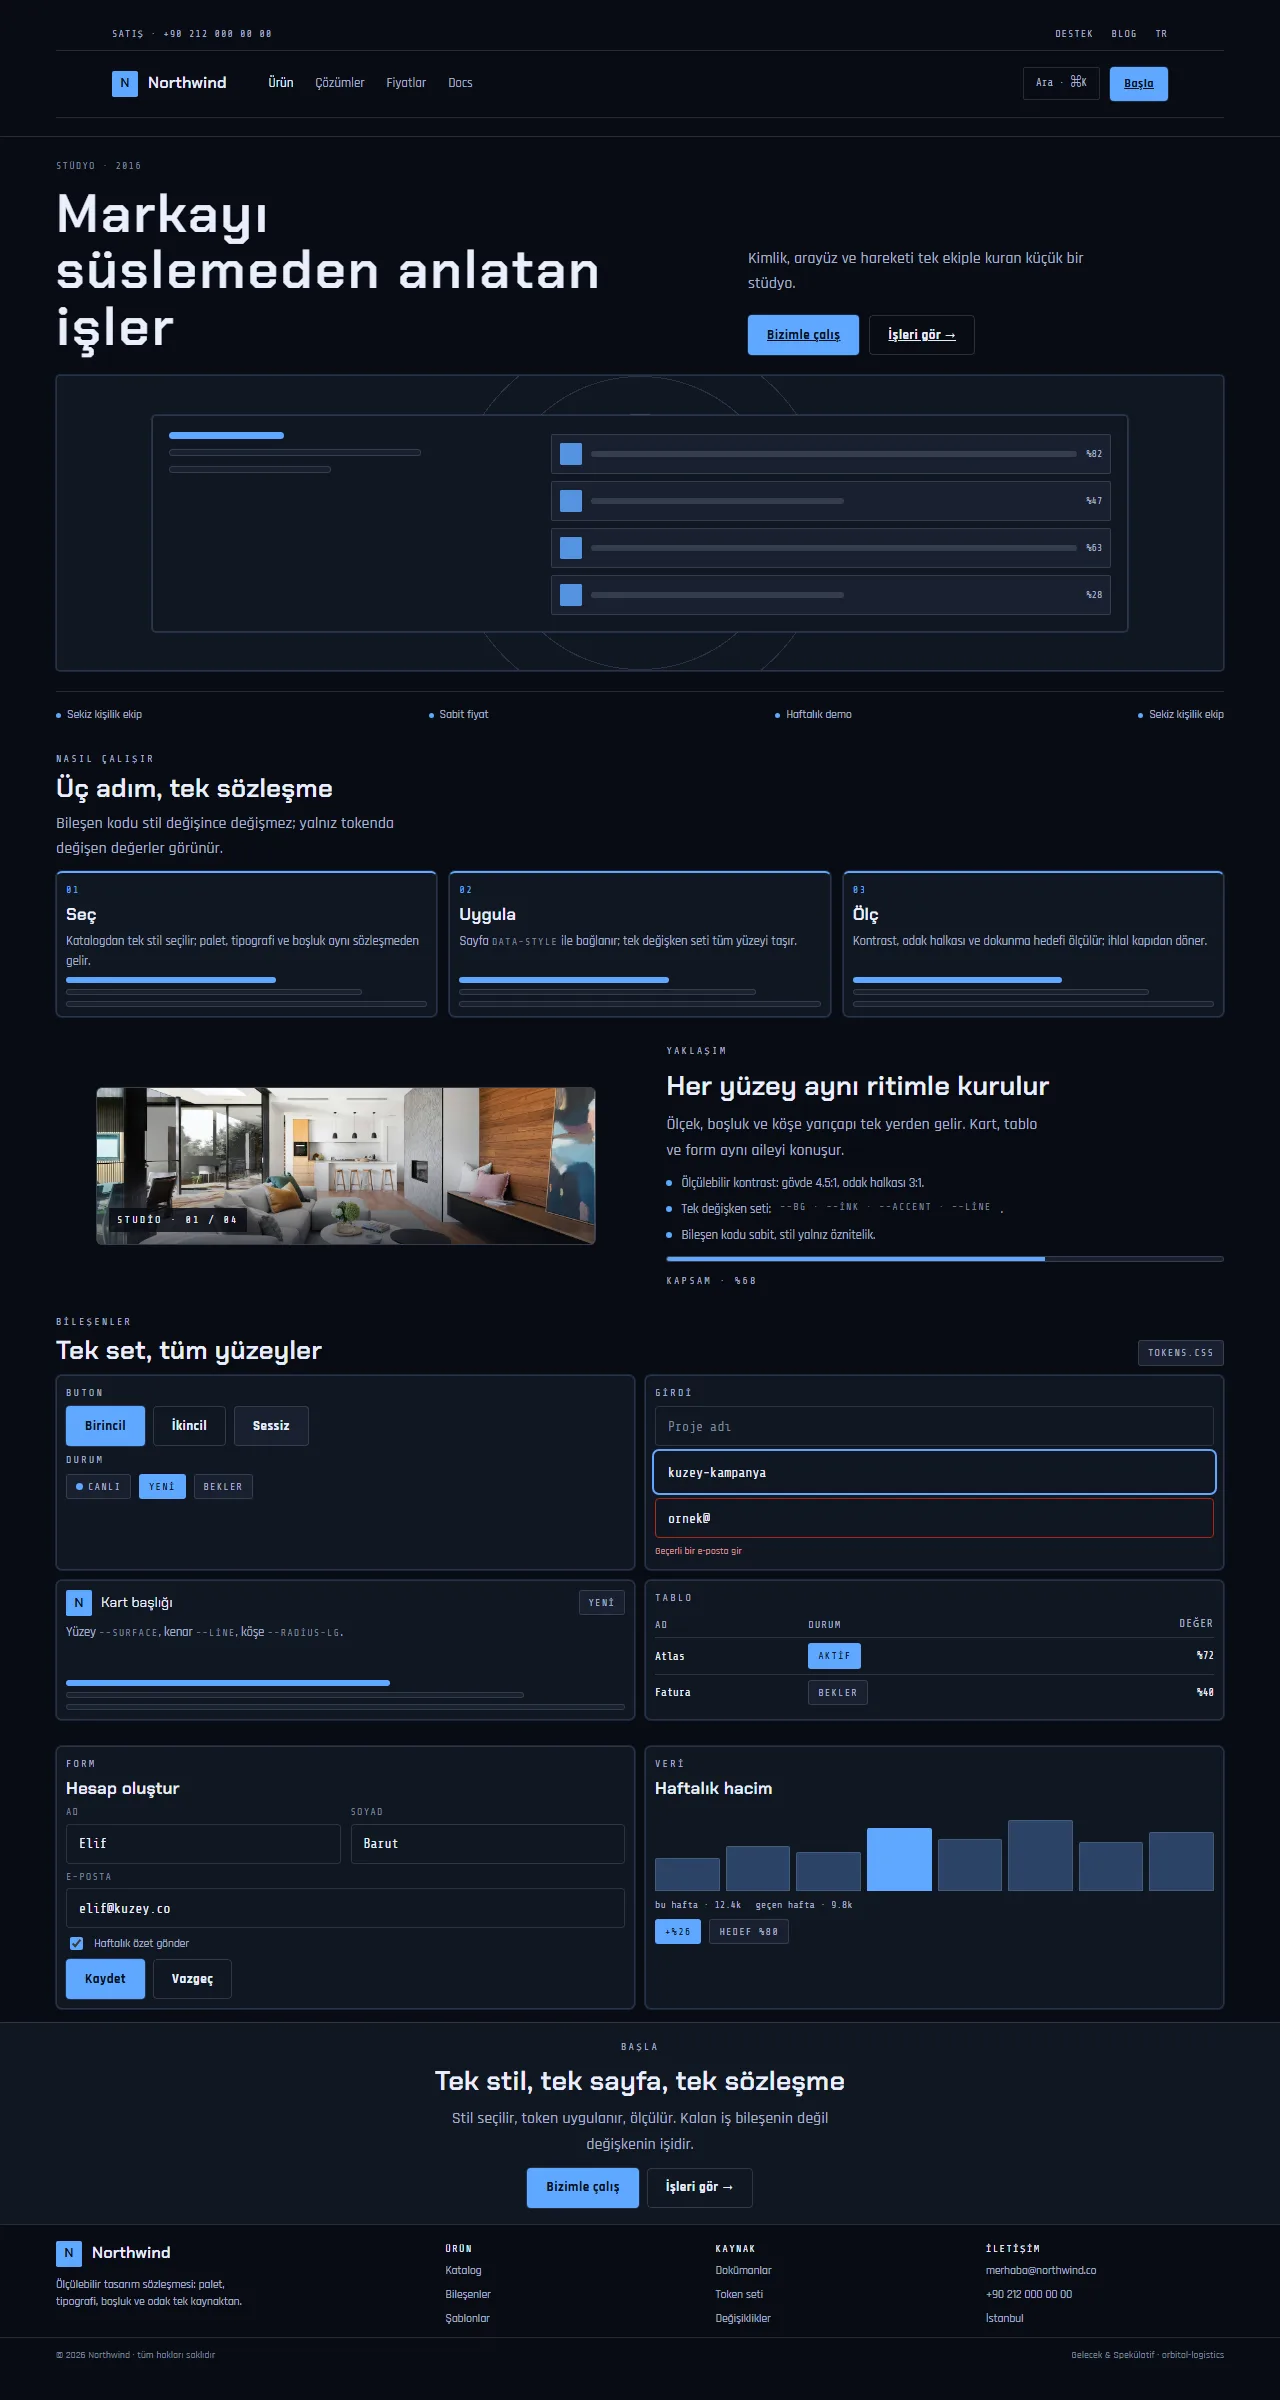 SATIŞ · +90 212 000 00 00
DESTEK BLOG TR
N Northwind Ürün Çözümler Fiyatlar Docs Ara · ⌘K Başla
STÜDYO · 2016
Markayı
süslemeden anlatan
işler
Kimlik, arayüz ve hareketi tek ekiple kuran küçük bir
stüdyo.
Bizimle çalış İşleri gör →
%82
%47
%63
%28
Sekiz kişilik ekip Sabit fiyat Haftalık demo Sekiz kişilik ekip
NASIL ÇALIŞIR
Üç adım, tek sözleşme
Bileşen kodu stil değişince değişmez; yalnız tokenda
değişen değerler görünür.
01
Seç
Katalogdan tek stil seçilir; palet, tipografi ve boşluk aynı sözleşmeden
gelir.
02
Uygula
Sayfa DATA-STYLE ile bağlanır; tek değişken seti tüm yüzeyi taşır.
03
Ölç
Kontrast, odak halkası ve dokunma hedefi ölçülür; ihlal kapıdan döner.
STUDİO · 01 / 04
YAKLAŞIM
Her yüzey aynı ritimle kurulur
Ölçek, boşluk ve köşe yarıçapı tek yerden gelir. Kart, tablo
ve form aynı aileyi konuşur.
Ölçülebilir kontrast: gövde 4.5:1, odak halkası 3:1.
Tek değişken seti: --BG · --İNK · --ACCENT · --LİNE .
Bileşen kodu sabit, stil yalnız öznitelik.
KAPSAM · %68
BİLEŞENLER
Tek set, tüm yüzeyler
TOKENS.CSS
BUTON
Birincil İkincil Sessiz
DURUM
CANLI YENİ BEKLER
GİRDİ
Proje adı
kuzey-kampanya
ornek@
Geçerli bir e-posta gir
N Kart başlığı YENİ
Yüzey --SURFACE, kenar --LİNE, köşe --RADİUS-LG.
TABLO
AD DURUM DEĞER
Atlas AKTİF %72
Fatura BEKLER %40
FORM
Hesap oluştur
AD SOYAD
Elif Barut
E-POSTA
elif@kuzey.co
Haftalık özet gönder
Kaydet Vazgeç
VERİ
Haftalık hacim
bu hafta · 12.4k geçen hafta · 9.8k
+%26 HEDEF %80
BAŞLA
Tek stil, tek sayfa, tek sözleşme
Stil seçilir, token uygulanır, ölçülür. Kalan iş bileşenin değil
değişkenin işidir.
Bizimle çalış İşleri gör →
N Northwind
Ölçülebilir tasarım sözleşmesi: palet,
tipografi, boşluk ve odak tek kaynaktan.
ÜRÜN
Katalog
Bileşenler
Şablonlar
KAYNAK
Dokümanlar
Token seti
Değişiklikler
İLETİŞİM
merhaba@northwind.co
+90 212 000 00 00
İstanbul
© 2026 Northwind · tüm hakları saklıdır
Gelecek & Spekülatif · orbital-logistics